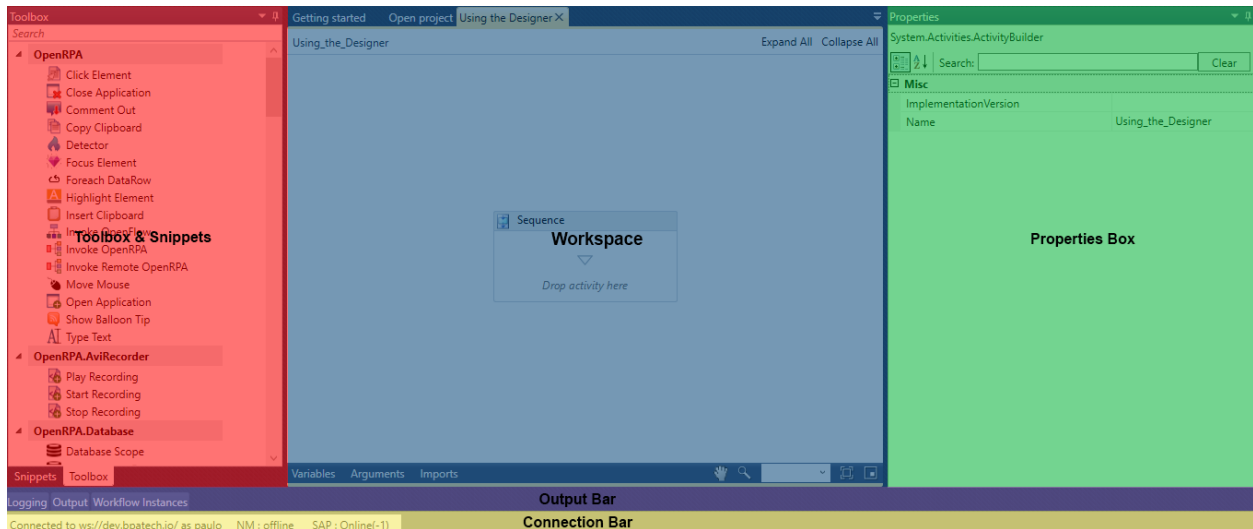 Toolbox
Search
OpenRPA
Click Element
Close Application
Comment Out
Copy Clipboard
Detector
Focus Element
Foreach DataRow
Highlight Element
Insert Clipboard
Invoke OpenFlow
Toolbox & Snippets
Invoke OpenRPA
Invoke Remote OpenRPA
Move Mouse
Open Application
Show Balloon Tip
Type Text
OpenRPA.AviRecorder
Play Recording
Start Recording
Stop Recording
OpenRPA.Database
Database Scope
Snippets Toolbox
Getting started Open project Using the Designer
Using_the_Designer Expand All Collapse All
Sequence
Workspace
Drop activity here
Variables Arguments Imports
Properties
System.Activities.ActivityBuilder
Search: Clear
Misc
ImplementationVersion
Name Using_the_Designer
Properties Box
Logging Output Workflow Instances
Output Bar
Connected to ws://dev.bpatech.io/ as paulo NM : offline SAP : Online(-1)
Connection Bar